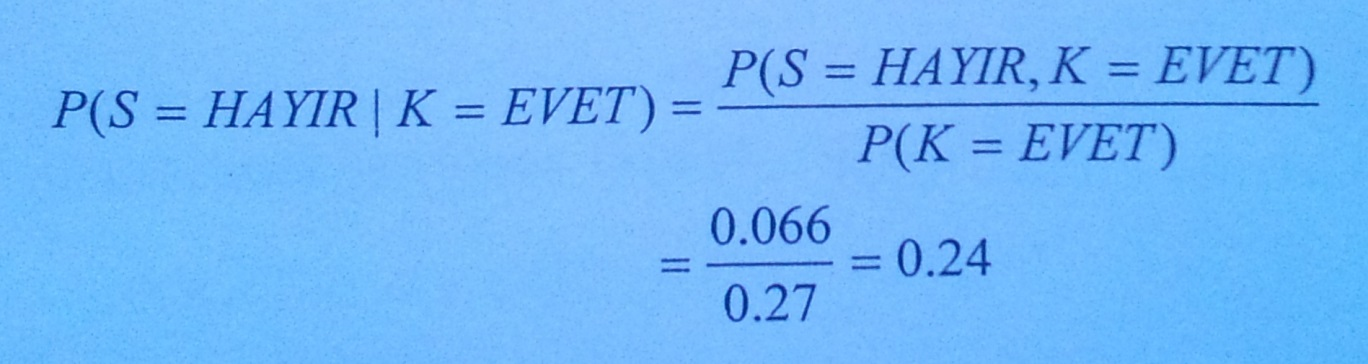 P(S = HAYIR | K = EVET) = P(S = HAYIR, K = EVET) / P(K = EVET)
= 0.066 / 0.27 = 0.24